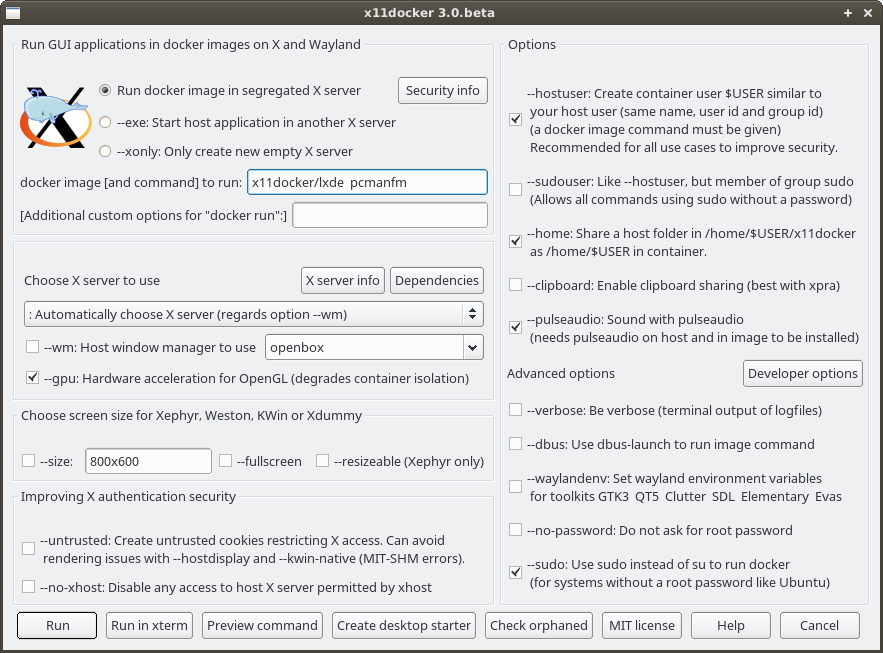 x11docker 3.0.beta
Run GUI applications in docker images on X and Wayland
Run docker image in segregated X server
Security info
--exe: Start host application in another X server
--xonly: Only create new empty X server
docker image [and command] to run:
x11docker/lxde pcmanfm
[Additional custom options for "docker run":]
Choose X server to use
X server info
Dependencies
: Automatically choose X server (regards option --wm)
--wm: Host window manager to use
openbox
--gpu: Hardware acceleration for OpenGL (degrades container isolation)
Choose screen size for Xephyr, Weston, KWin or Xdummy
--size:
800x600
--fullscreen
--resizeable (Xephyr only)
Improving X authentication security
--untrusted: Create untrusted cookies restricting X access. Can avoid
rendering issues with --hostdisplay and --kwin-native (MIT-SHM errors).
--no-xhost: Disable any access to host X server permitted by xhost
Options
--hostuser: Create container user $USER similar to
your host user (same name, user id and group id)
(a docker image command must be given)
Recommended for all use cases to improve security.
--sudouser: Like --hostuser, but member of group sudo
(Allows all commands using sudo without a password)
--home: Share a host folder in /home/$USER/x11docker
as /home/$USER in container.
--clipboard: Enable clipboard sharing (best with xpra)
--pulseaudio: Sound with pulseaudio
(needs pulseaudio on host and in image to be installed)
Advanced options
Developer options
--verbose: Be verbose (terminal output of logfiles)
--dbus: Use dbus-launch to run image command
--waylandenv: Set wayland environment variables
for toolkits GTK3 QT5 Clutter SDL Elementary Evas
--no-password: Do not ask for root password
--sudo: Use sudo instead of su to run docker
(for systems without a root password like Ubuntu)
Run
Run in xterm
Preview command
Create desktop starter
Check orphaned
MIT license
Help
Cancel